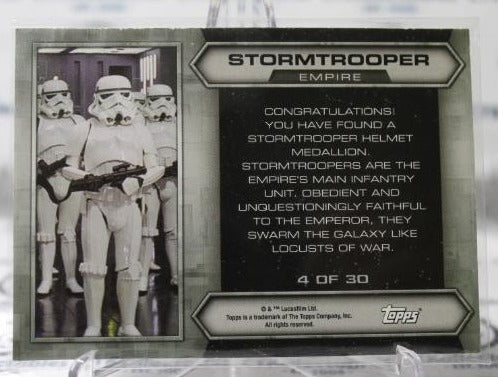 STORMTROOPER
EMPIRE
CONGRATULATIONS!
YOU HAVE FOUND A
STORMTROOPER HELMET
MEDALLION.
STORMTROOPERS ARE THE
EMPIRE'S MAIN INFANTRY
UNIT. OBEDIENT AND
UNQUESTIONINGLY FAITHFUL
TO THE EMPEROR, THEY
SWARM THE GALAXY LIKE
LOCUSTS OF WAR.
4 OF 30
© & ™ Lucasfilm Ltd.
Topps is a trademark of The Topps Company, Inc.
All rights reserved.
Topps